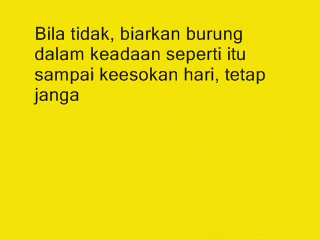 Bila tidak, biarkan burung
dalam keadaan seperti itu
sampai keesokan hari, tetap
janga